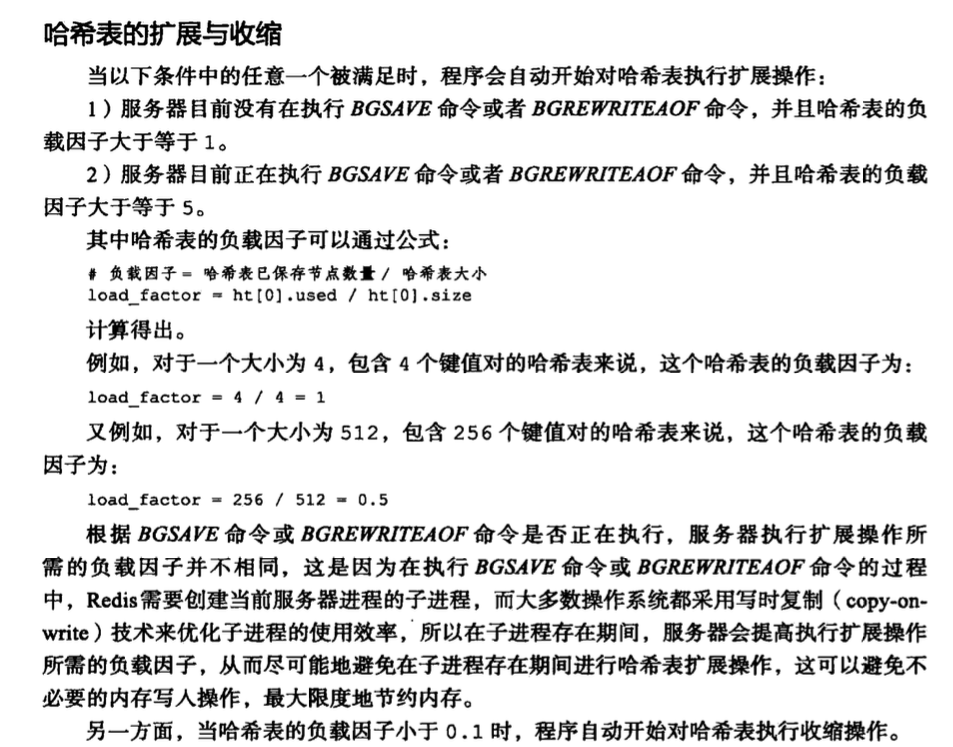 哈希表的扩展与收缩
当以下条件中的任意一个被满足时，程序会自动开始对哈希表执行扩展操作：
1）服务器目前没有在执行 BGSAVE 命令或者 BGREWRITEAOF 命令，并且哈希表的负
载因子大于等于 1。
2）服务器目前正在执行 BGSAVE 命令或者 BGREWRITEAOF 命令，并且哈希表的负载
因子大于等于 5。
其中哈希表的负载因子可以通过公式：
# 负载因子 = 哈希表已保存节点数量 / 哈希表大小
load_factor = ht[0].used / ht[0].size
计算得出。
例如，对于一个大小为 4，包含 4 个键值对的哈希表来说，这个哈希表的负载因子为：
load_factor = 4 / 4 = 1
又例如，对于一个大小为 512，包含 256 个键值对的哈希表来说，这个哈希表的负载
因子为：
load_factor = 256 / 512 = 0.5
根据 BGSAVE 命令或 BGREWRITEAOF 命令是否正在执行，服务器执行扩展操作所
需的负载因子并不相同，这是因为在执行 BGSAVE 命令或 BGREWRITEAOF 命令的过程
中，Redis 需要创建当前服务器进程的子进程，而大多数操作系统都采用写时复制（copy-on-
write）技术来优化子进程的使用效率，所以在子进程存在期间，服务器会提高执行扩展操作
所需的负载因子，从而尽可能地避免在子进程存在期间进行哈希表扩展操作，这可以避免不
必要的内存写入操作，最大限度地节约内存。
另一方面，当哈希表的负载因子小于 0.1 时，程序自动开始对哈希表执行收缩操作。